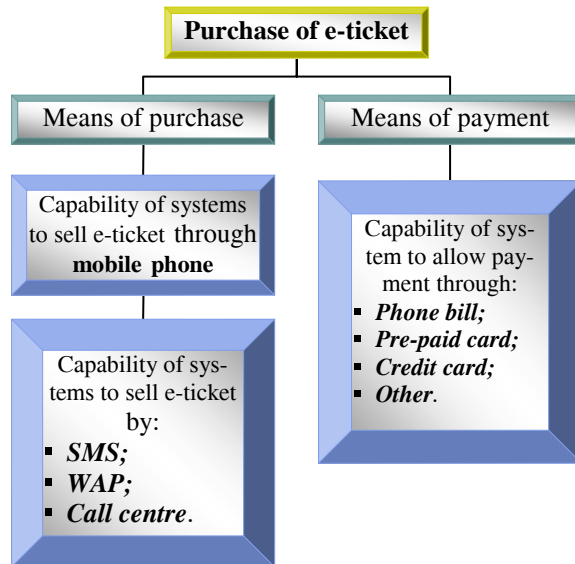 Purchase of e-ticket
Means of purchase
Means of payment
Capability of systems
to sell e-ticket through
mobile phone
Capability of sys-
tems to sell e-ticket
by:
▪ SMS;
▪ WAP;
▪ Call centre.
Capability of sys-
tem to allow pay-
ment through:
▪ Phone bill;
▪ Pre-paid card;
▪ Credit card;
▪ Other.